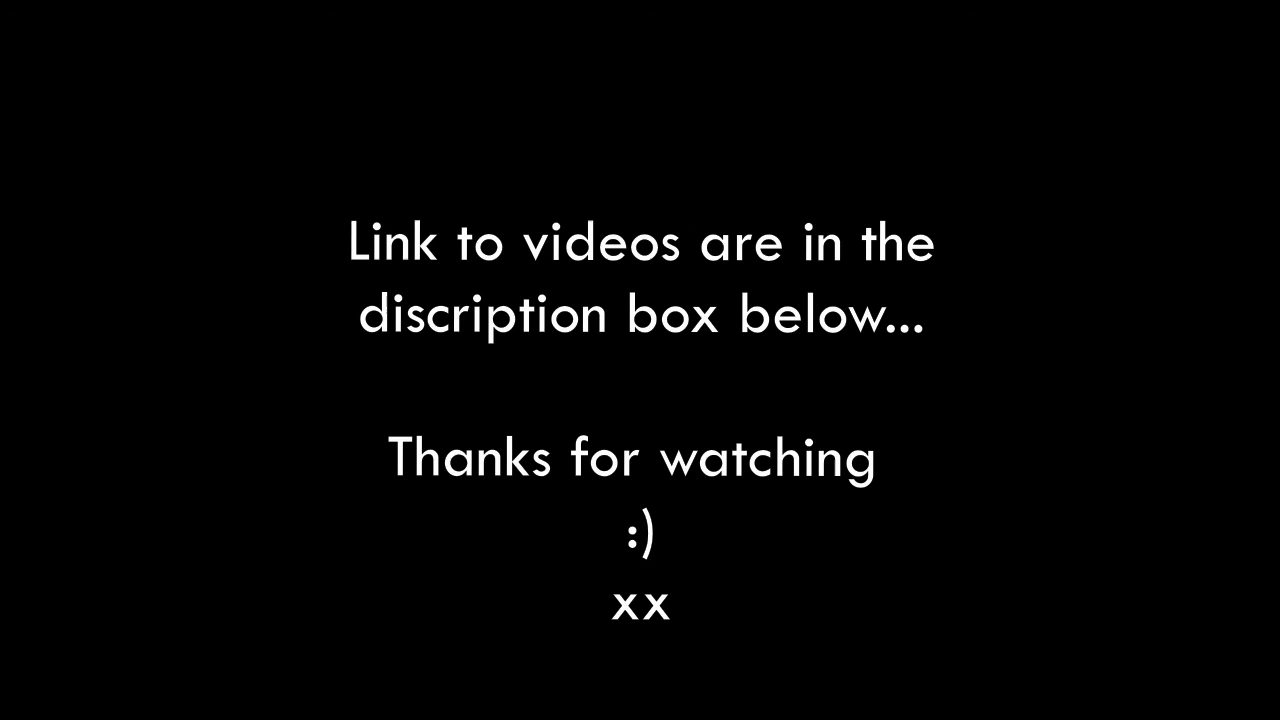 Link to videos are in the
discription box below...
Thanks for watching
:)
xx